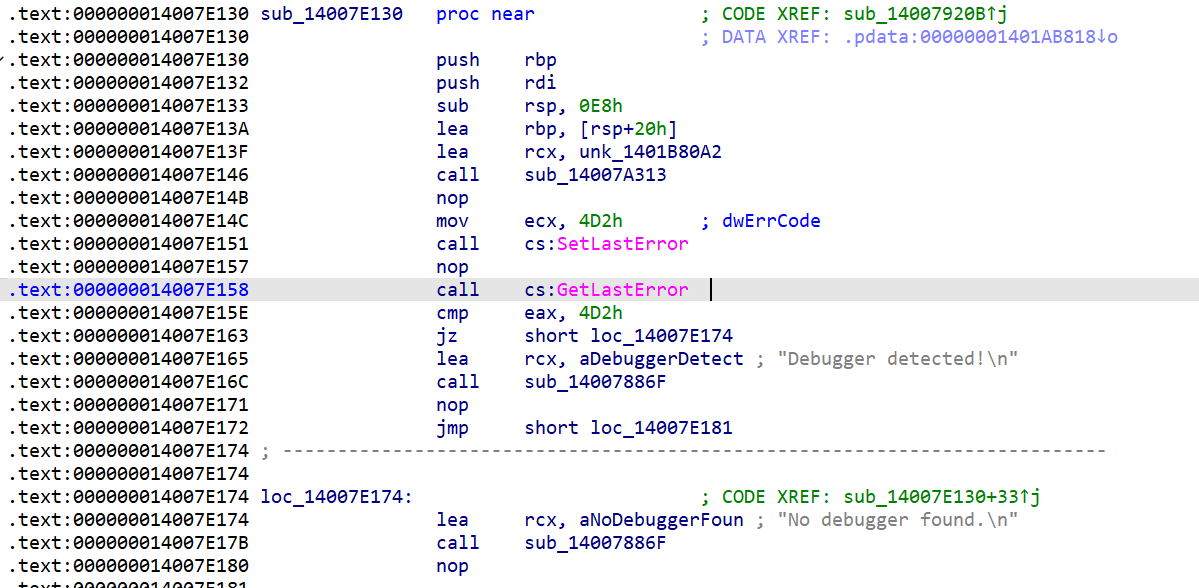 .text:000000014007E130 sub_14007E130   proc near               ; CODE XREF: sub_14007920B↑j
.text:000000014007E130                                         ; DATA XREF: .pdata:00000001401AB818↓o
.text:000000014007E130                 push    rbp
.text:000000014007E132                 push    rdi
.text:000000014007E133                 sub     rsp, 0E8h
.text:000000014007E13A                 lea     rbp, [rsp+20h]
.text:000000014007E13F                 lea     rcx, unk_1401B80A2
.text:000000014007E146                 call    sub_14007A313
.text:000000014007E14B                 nop
.text:000000014007E14C                 mov     ecx, 4D2h       ; dwErrCode
.text:000000014007E151                 call    cs:SetLastError
.text:000000014007E157                 nop
.text:000000014007E158                 call    cs:GetLastError
.text:000000014007E15E                 cmp     eax, 4D2h
.text:000000014007E163                 jz      short loc_14007E174
.text:000000014007E165                 lea     rcx, aDebuggerDetect ; "Debugger detected!\n"
.text:000000014007E16C                 call    sub_14007886F
.text:000000014007E171                 nop
.text:000000014007E172                 jmp     short loc_14007E181
.text:000000014007E174 ; ---------------------------------------------------------------------------
.text:000000014007E174
.text:000000014007E174 loc_14007E174:                          ; CODE XREF: sub_14007E130+33↑j
.text:000000014007E174                 lea     rcx, aNoDebuggerFoun ; "No debugger found.\n"
.text:000000014007E17B                 call    sub_14007886F
.text:000000014007E180                 nop
.text:000000014007E181